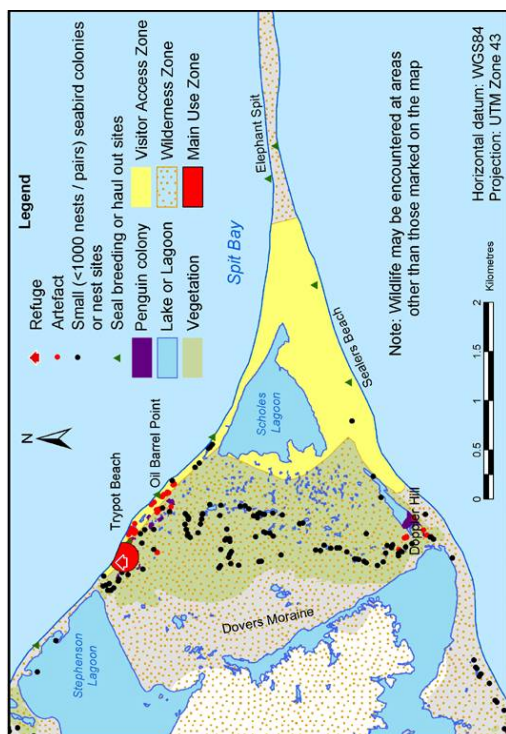 Legend
Refuge
Artefact
Small (<1000 nests / pairs) seabird colonies
or nest sites
Seal breeding or haul out sites
Penguin colony
Lake or Lagoon
Vegetation
Visitor Access Zone
Wilderness Zone
Main Use Zone
N
Trypot Beach
Oil Barrel Point
Stephenson
Lagoon
Dovers Moraine
Scholes
Lagoon
Spit Bay
Elephant Spit
Sealers Beach
Doppler Hill
Note: Wildlife may be encountered at areas
other than those marked on the map
0 0.5 1 1.5 2
Kilometres
Horizontal datum: WGS84
Projection: UTM Zone 43